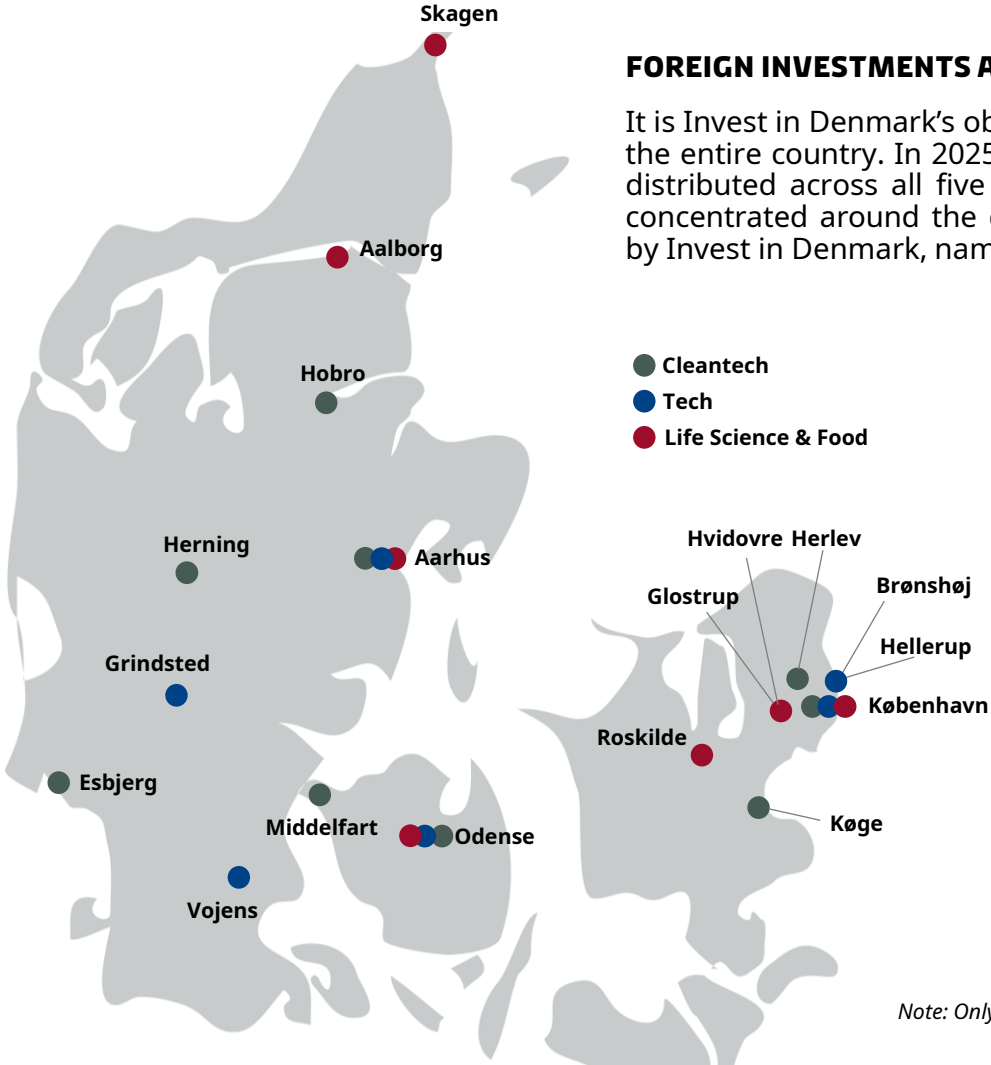 Skagen
FOREIGN INVESTMENTS
It is Invest in Denmark’s
the entire country. In 2025
distributed across all five
concentrated around the
by Invest in Denmark,
Aalborg
Hobro
Cleantech
Tech
Life Science & Food
Herning
Aarhus
Hvidovre Herlev
Glostrup
Brønshøj
Hellerup
Grindsted
København
Roskilde
Esbjerg
Middelfart
Odense
Køge
Vojens
Note: Only